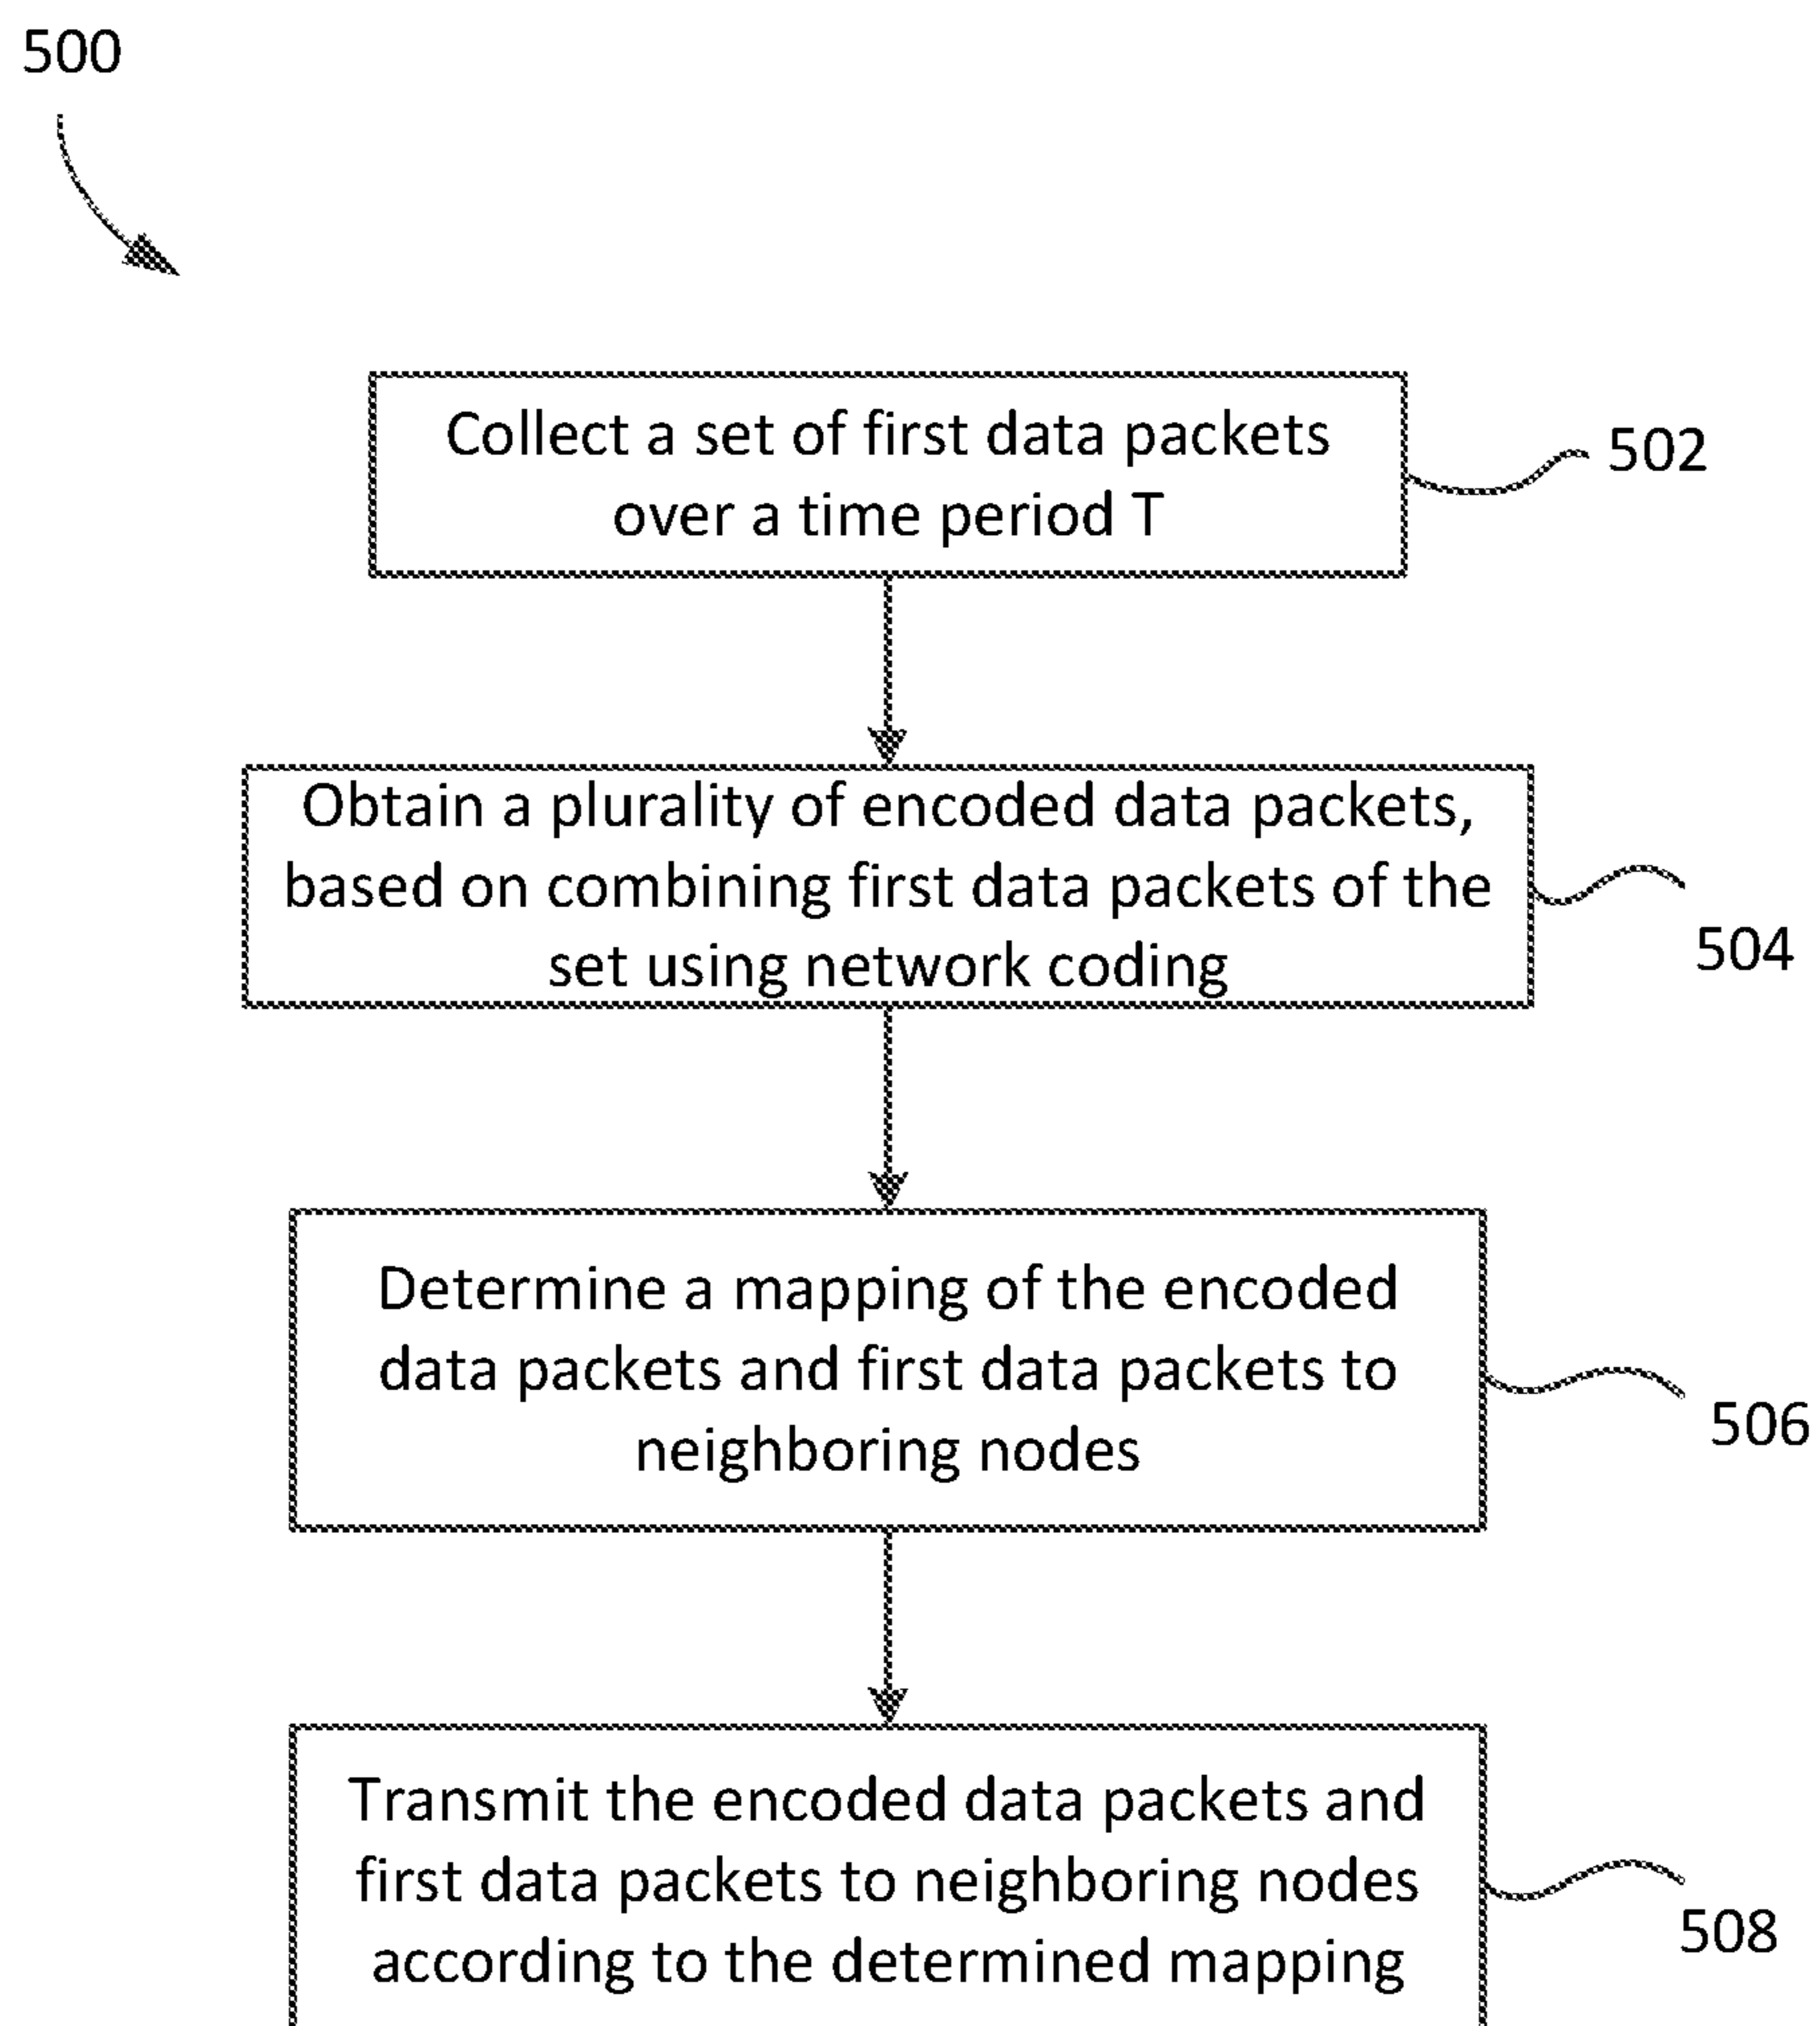 500
Collect a set of first data packets
over a time period T
502
Obtain a plurality of encoded data packets,
based on combining first data packets of the
set using network coding
504
Determine a mapping of the encoded
data packets and first data packets to
neighboring nodes
506
Transmit the encoded data packets and
first data packets to neighboring nodes
according to the determined mapping
508